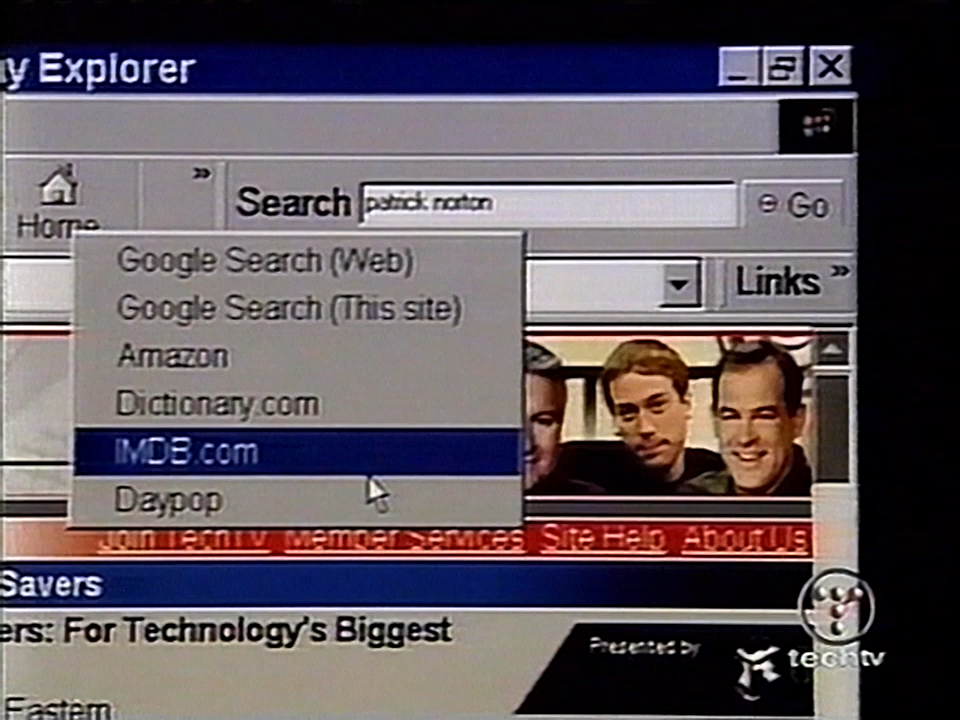 y Explorer
Home
»
Search
patrick norton
Go
Google Search (Web)
Google Search (This site)
Amazon
Dictionary.com
IMDB.com
Daypop
Links »
Join TechTV Member Services Site Help About Us
Savers
ers: For Technology's Biggest
Presented by
Eastern
techtv